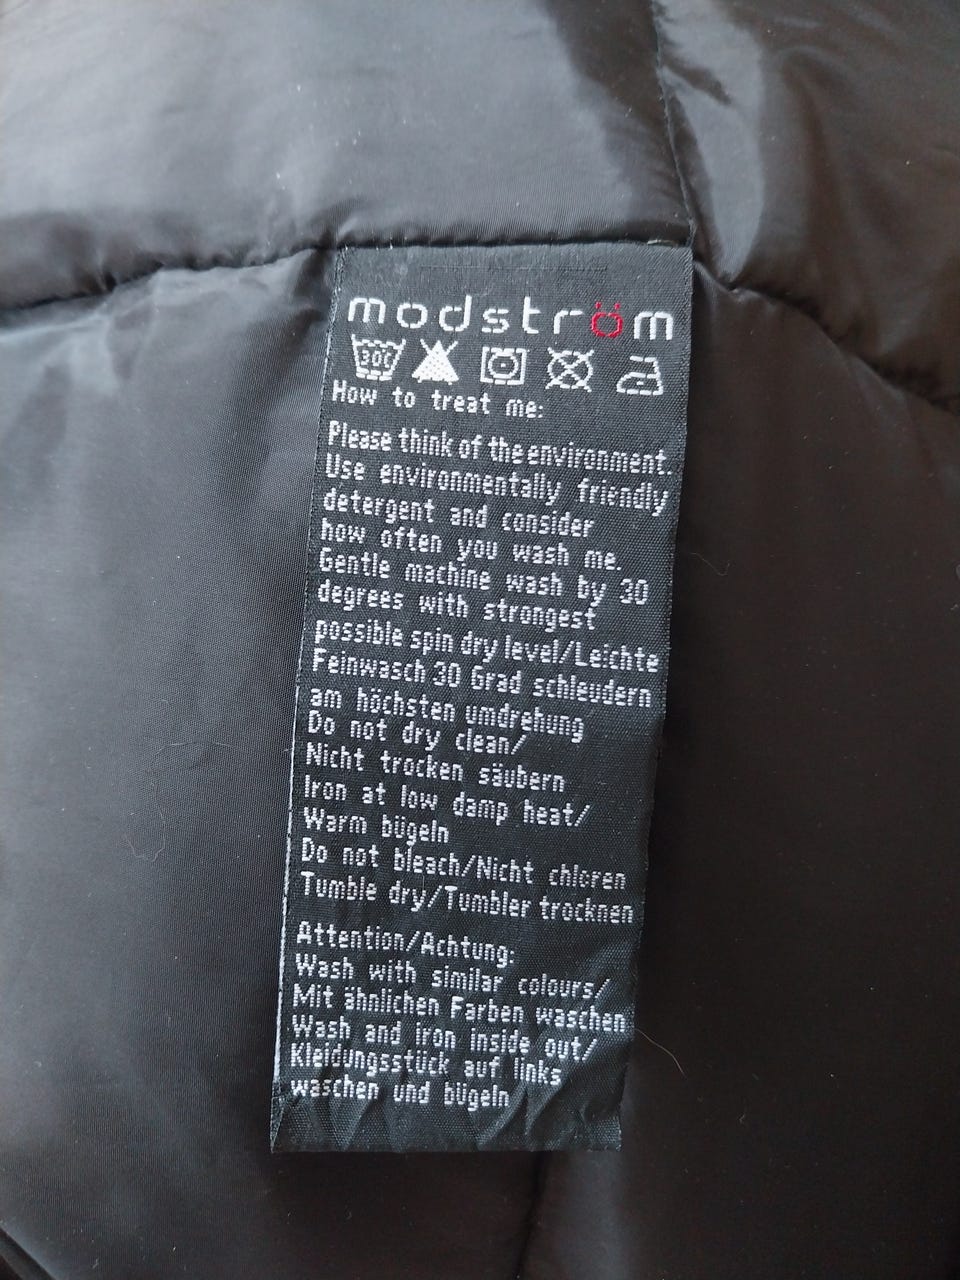 modström
30C
How to treat me:
Please think of the environment.
Use environmentally friendly
detergent and consider
how often you wash me.
Gentle machine wash by 30
degrees with strongest
possible spin dry level/Leichte
Feinwasch 30 Grad schleudern
am höchsten umdrehung
Do not dry clean/
Nicht trocken säubern
Iron at low damp heat/
Warm bügeln
Do not bleach/Nicht chloren
Tumble dry/Tumbler trocknen
Attention/Achtung:
Wash with similar colours/
Mit ähnlichen Farben waschen
Wash and iron inside out/
Kleidungsstück auf links
waschen und bügeln